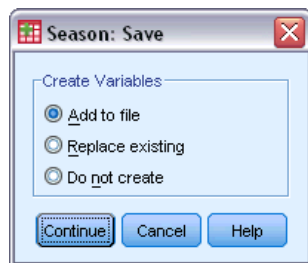 Season: Save
Create Variables
Add to file
Replace existing
Do not create
Continue Cancel Help